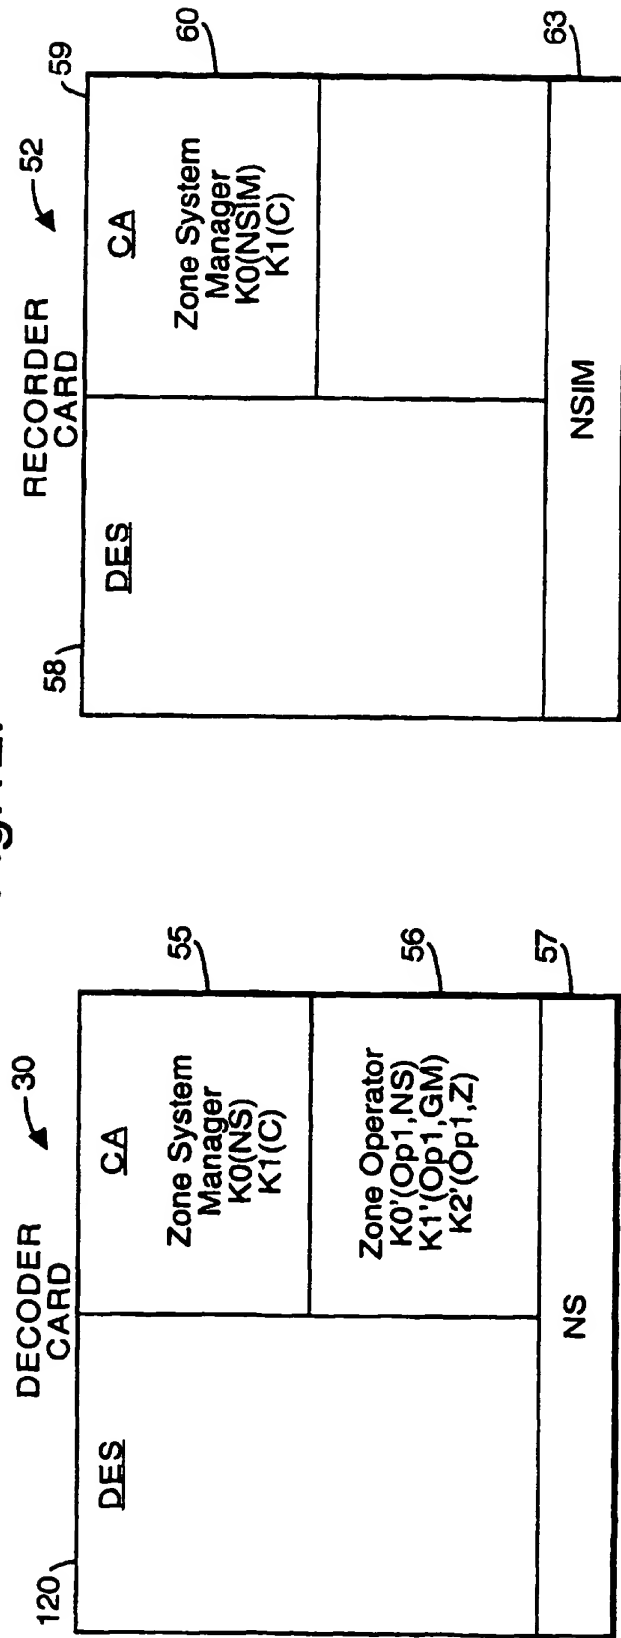 DECODER
CARD
30
120
DES
CA
Zone System
Manager
K0(NS)
K1(C)
55
Zone Operator
K0'(Op1,NS)
K1'(Op1,GM)
K2'(Op1,Z)
56
NS
57
RECORDER
CARD
52
58
DES
59
CA
Zone System
Manager
K0(NSIM)
K1(C)
60
NSIM
63